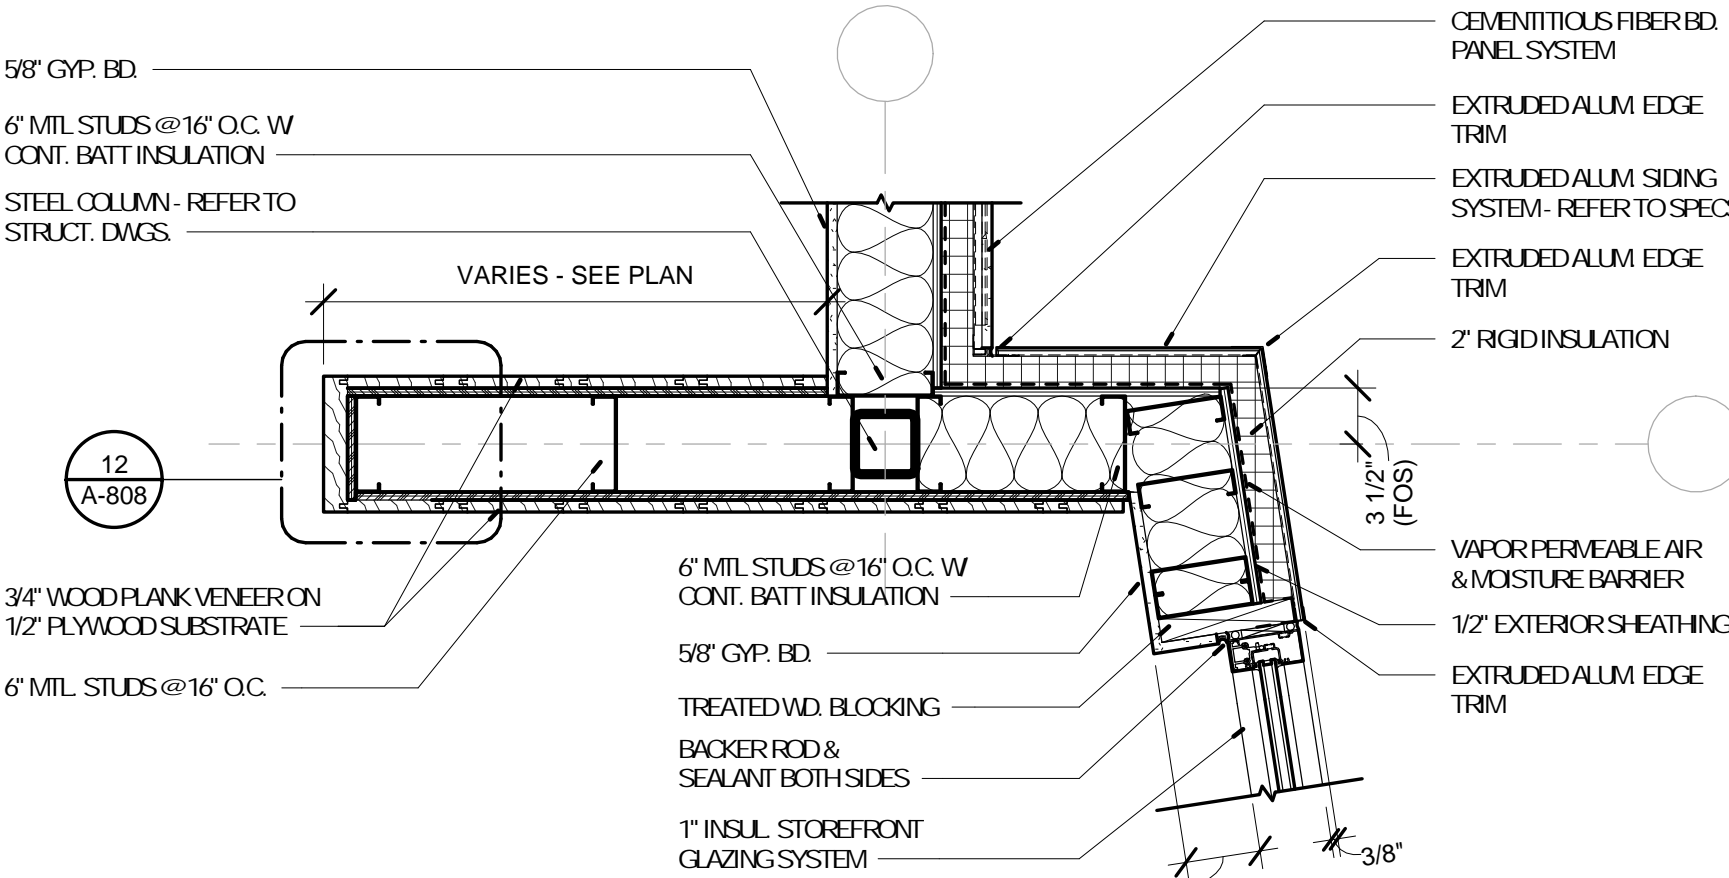 5/8" GYP. BD.
6" MTL STUDS @ 16" O.C. W/
CONT. BATT INSULATION
STEEL COLUMN - REFER TO
STRUCT. DWGS.
VARIES - SEE PLAN
12
A-808
3/4" WOOD PLANK VENEER ON
1/2" PLYWOOD SUBSTRATE
6" MTL. STUDS @ 16" O.C.
6" MTL STUDS @ 16" O.C. W/
CONT. BATT INSULATION
5/8" GYP. BD.
TREATED WD. BLOCKING
BACKER ROD &
SEALANT BOTH SIDES
1" INSUL. STOREFRONT
GLAZING SYSTEM
CEMENTITIOUS FIBER BD.
PANEL SYSTEM
EXTRUDED ALUM. EDGE
TRIM
EXTRUDED ALUM. SIDING
SYSTEM - REFER TO SPECS
EXTRUDED ALUM. EDGE
TRIM
2" RIGID INSULATION
3 1/2"
(FOS)
VAPOR PERMEABLE AIR
& MOISTURE BARRIER
1/2" EXTERIOR SHEATHING
EXTRUDED ALUM. EDGE
TRIM
3/8"